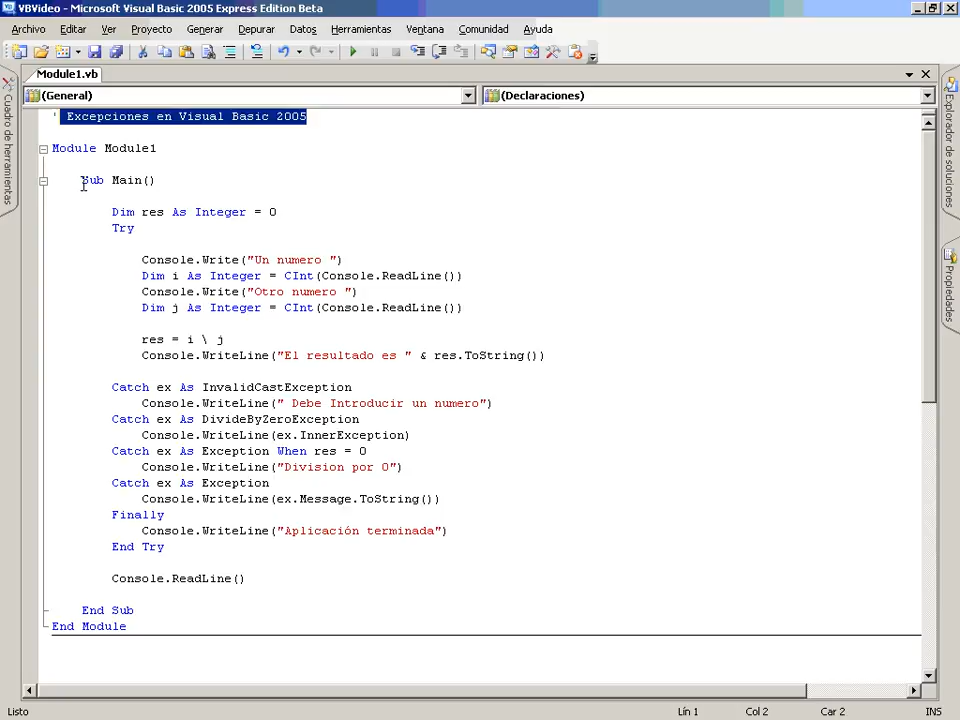 VBVideo - Microsoft Visual Basic 2005 Express Edition Beta
Archivo Editar Ver Proyecto Generar Depurar Datos Herramientas Ventana Comunidad Ayuda
Module1.vb
(General) (Declaraciones)
' Excepciones en Visual Basic 2005
Module Module1
Sub Main()
Dim res As Integer = 0
Try
Console.Write("Un numero ")
Dim i As Integer = CInt(Console.ReadLine())
Console.Write("Otro numero ")
Dim j As Integer = CInt(Console.ReadLine())
res = i \ j
Console.WriteLine("El resultado es " & res.ToString())
Catch ex As InvalidCastException
Console.WriteLine(" Debe Introducir un numero")
Catch ex As DivideByZeroException
Console.WriteLine(ex.InnerException)
Catch ex As Exception When res = 0
Console.WriteLine("Division por 0")
Catch ex As Exception
Console.WriteLine(ex.Message.ToString())
Finally
Console.WriteLine("Aplicación terminada")
End Try
Console.ReadLine()
End Sub
End Module
Cuadro de herramientas
Explorador de soluciones
Propiedades
Listo Lín 1 Col 2 Car 2 INS